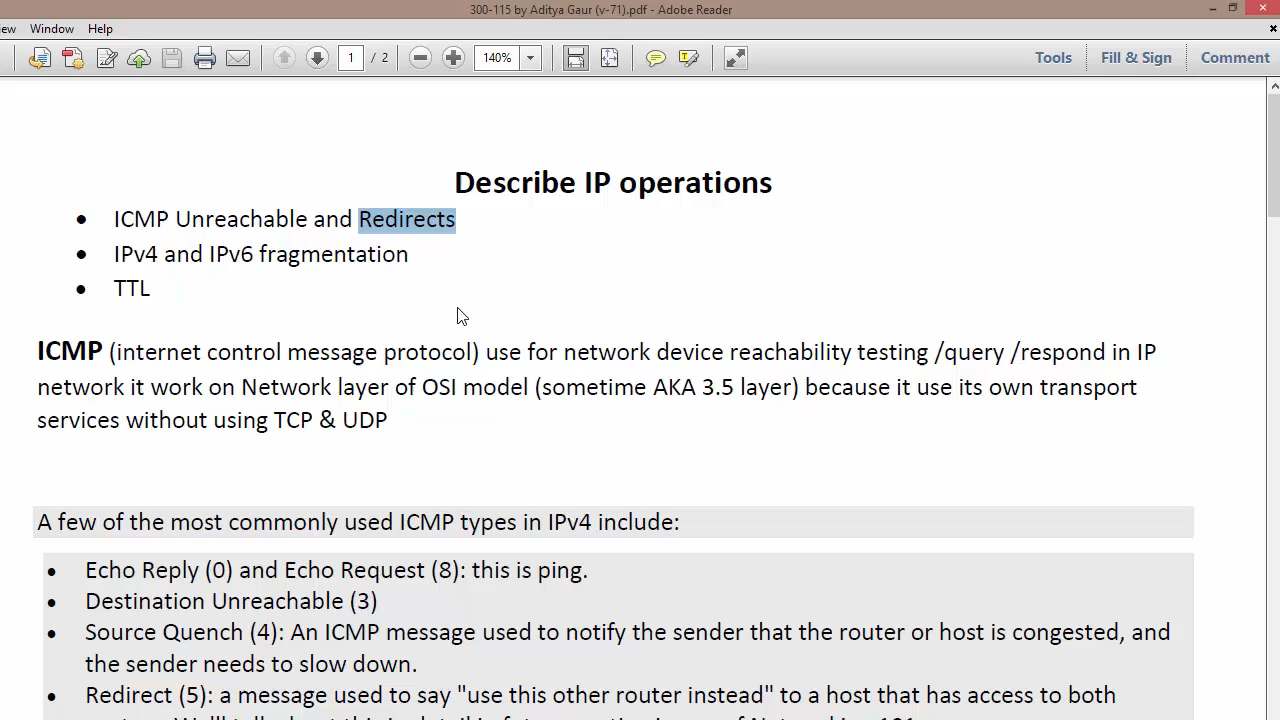 300-115 by Aditya Gaur (v-71).pdf - Adobe Reader
ew Window Help
1 / 2 140% Tools Fill & Sign Comment
Describe IP operations
• ICMP Unreachable and Redirects
• IPv4 and IPv6 fragmentation
• TTL
ICMP (internet control message protocol) use for network device reachability testing /query /respond in IP
network it work on Network layer of OSI model (sometime AKA 3.5 layer) because it use its own transport
services without using TCP & UDP
A few of the most commonly used ICMP types in IPv4 include:
• Echo Reply (0) and Echo Request (8): this is ping.
• Destination Unreachable (3)
• Source Quench (4): An ICMP message used to notify the sender that the router or host is congested, and
the sender needs to slow down.
• Redirect (5): a message used to say "use this other router instead" to a host that has access to both